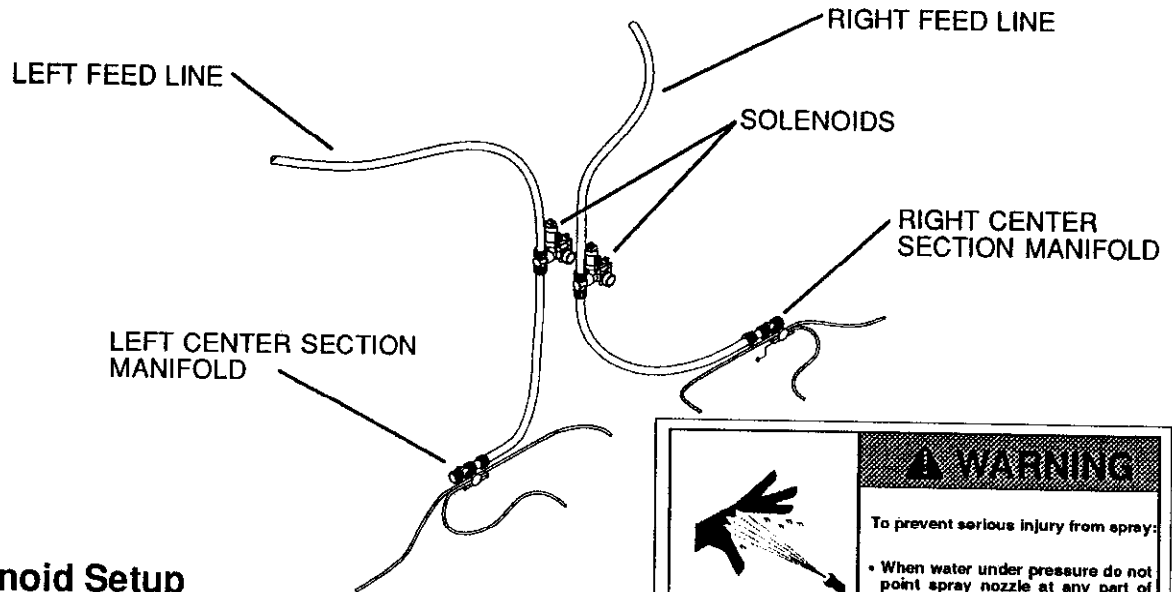 RIGHT FEED LINE
LEFT FEED LINE
SOLENOIDS
RIGHT CENTER
SECTION MANIFOLD
LEFT CENTER SECTION
MANIFOLD
WARNING
To prevent serious injury from spray:
• When water under pressure do not
point spray nozzle at any part of
noid Setup